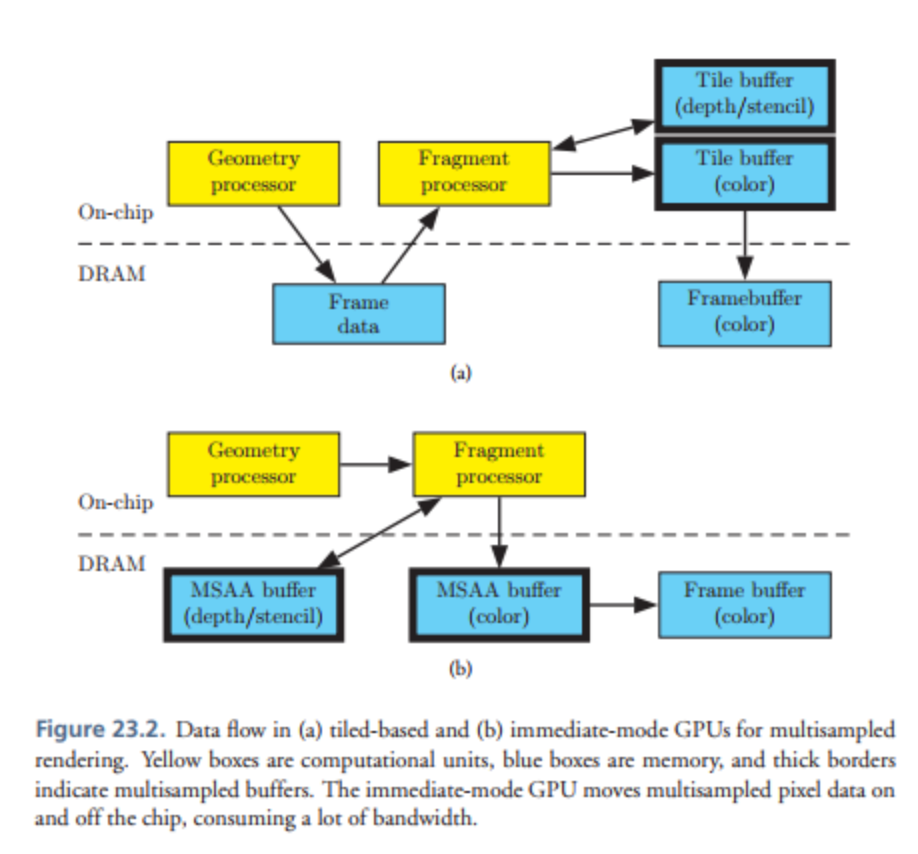 Tile buffer
(depth/stencil)
Geometry
processor
Fragment
processor
Tile buffer
(color)
On-chip
DRAM
Frame
data
Framebuffer
(color)
(a)
Geometry
processor
Fragment
processor
On-chip
DRAM
MSAA buffer
(depth/stencil)
MSAA buffer
(color)
Frame buffer
(color)
(b)
Figure 23.2. Data flow in (a) tiled-based and (b) immediate-mode GPUs for multisampled
rendering. Yellow boxes are computational units, blue boxes are memory, and thick borders
indicate multisampled buffers. The immediate-mode GPU moves multisampled pixel data on
and off the chip, consuming a lot of bandwidth.